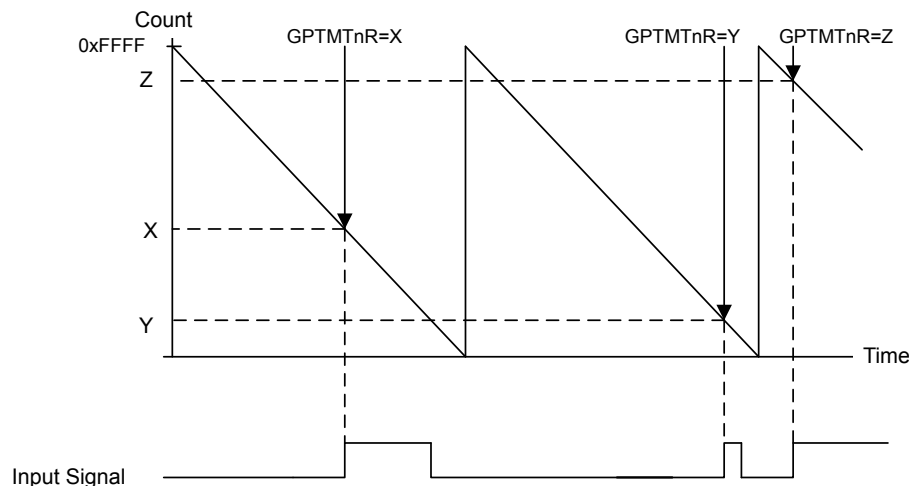 Count
0xFFFF
GPTMTnR=X
GPTMTnR=Y
GPTMTnR=Z
Z
X
Y
Time
Input Signal